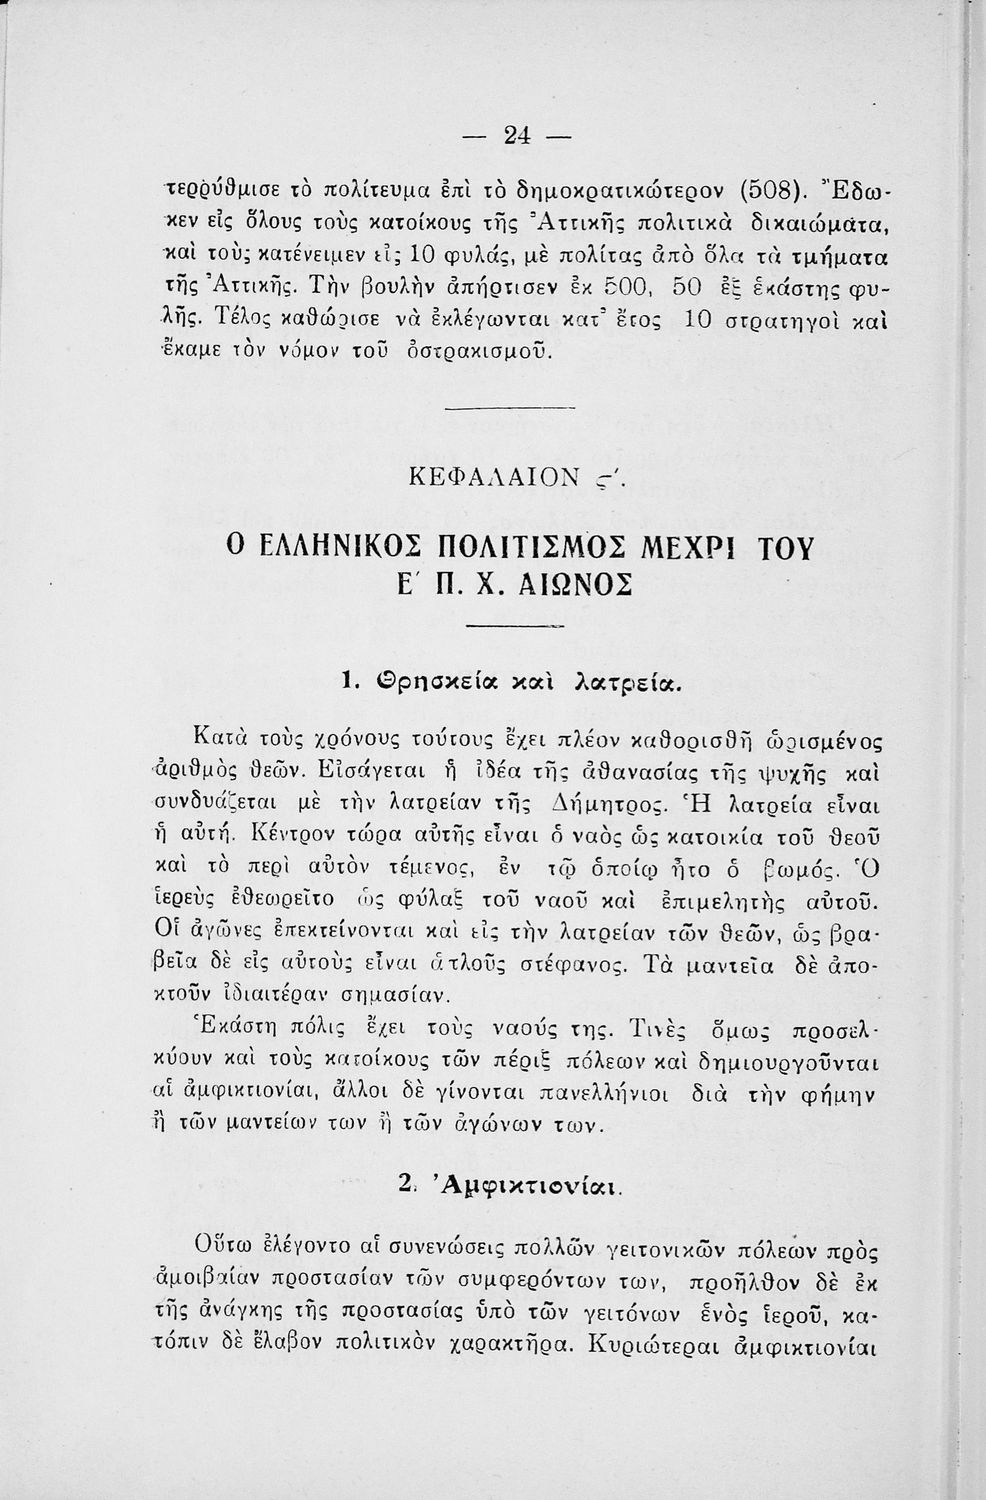 — 24 —
τερρύθμισε τὸ πολίτευμα ἐπὶ τὸ δημοκρατικώτερον (508). Ἔδω-
κεν εἰς ὅλους τοὺς κατοίκους τῆς Ἀττικῆς πολιτικὰ δικαιώματα,
καὶ τοὺς κατένειμεν εἰς 10 φυλάς, μὲ πολίτας ἀπὸ ὅλα τὰ τμήματα
τῆς Ἀττικῆς. Τὴν βουλὴν ἀπήρτισεν ἐκ 500, 50 ἐξ ἑκάστης φυ-
λῆς. Τέλος καθώρισε νὰ ἐκλέγωνται κατ' ἔτος 10 στρατηγοὶ καὶ
ἔκαμε τὸν νόμον τοῦ ὀστρακισμοῦ.
ΚΕΦΑΛΑΙΟΝ ϛ'.
Ο ΕΛΛΗΝΙΚΟΣ ΠΟΛΙΤΙΣΜΟΣ ΜΕΧΡΙ ΤΟΥ
Ε' Π. Χ. ΑΙΩΝΟΣ
1. Θρησκεία καὶ λατρεία.
Κατὰ τοὺς χρόνους τούτους ἔχει πλέον καθορισθῆ ὡρισμένος
ἀριθμὸς θεῶν. Εἰσάγεται ἡ ἰδέα τῆς ἀθανασίας τῆς ψυχῆς καὶ
συνδυάζεται μὲ τὴν λατρείαν τῆς Δήμητρος. Ἡ λατρεία εἶναι
ἡ αὐτή. Κέντρον τώρα αὐτῆς εἶναι ὁ ναὸς ὡς κατοικία τοῦ θεοῦ
καὶ τὸ περὶ αὐτὸν τέμενος, ἐν τῷ ὁποίῳ ἦτο ὁ βωμός. Ὁ
ἱερεὺς ἐθεωρεῖτο ὡς φύλαξ τοῦ ναοῦ καὶ ἐπιμελητὴς αὐτοῦ.
Οἱ ἀγῶνες ἐπεκτείνονται καὶ εἰς τὴν λατρείαν τῶν θεῶν, ὡς βρα-
βεῖα δὲ εἰς αὐτοὺς εἶναι ἁπλοῦς στέφανος. Τὰ μαντεῖα δὲ ἀπο-
κτοῦν ἰδιαιτέραν σημασίαν.
Ἑκάστη πόλις ἔχει τοὺς ναούς της. Τινὲς ὅμως προσελ-
κύουν καὶ τοὺς κατοίκους τῶν πέριξ πόλεων καὶ δημιουργοῦνται
αἱ ἀμφικτιονίαι, ἄλλοι δὲ γίνονται πανελλήνιοι διὰ τὴν φήμην
ἢ τῶν μαντείων των ἢ τῶν ἀγώνων των.
2. Ἀμφικτιονίαι.
Οὕτω ἐλέγοντο αἱ συνενώσεις πολλῶν γειτονικῶν πόλεων πρὸς
ἀμοιβαίαν προστασίαν τῶν συμφερόντων των, προῆλθον δὲ ἐκ
τῆς ἀνάγκης τῆς προστασίας ὑπὸ τῶν γειτόνων ἑνὸς ἱεροῦ, κα-
τόπιν δὲ ἔλαβον πολιτικὸν χαρακτῆρα. Κυριώτεραι ἀμφικτιονίαι